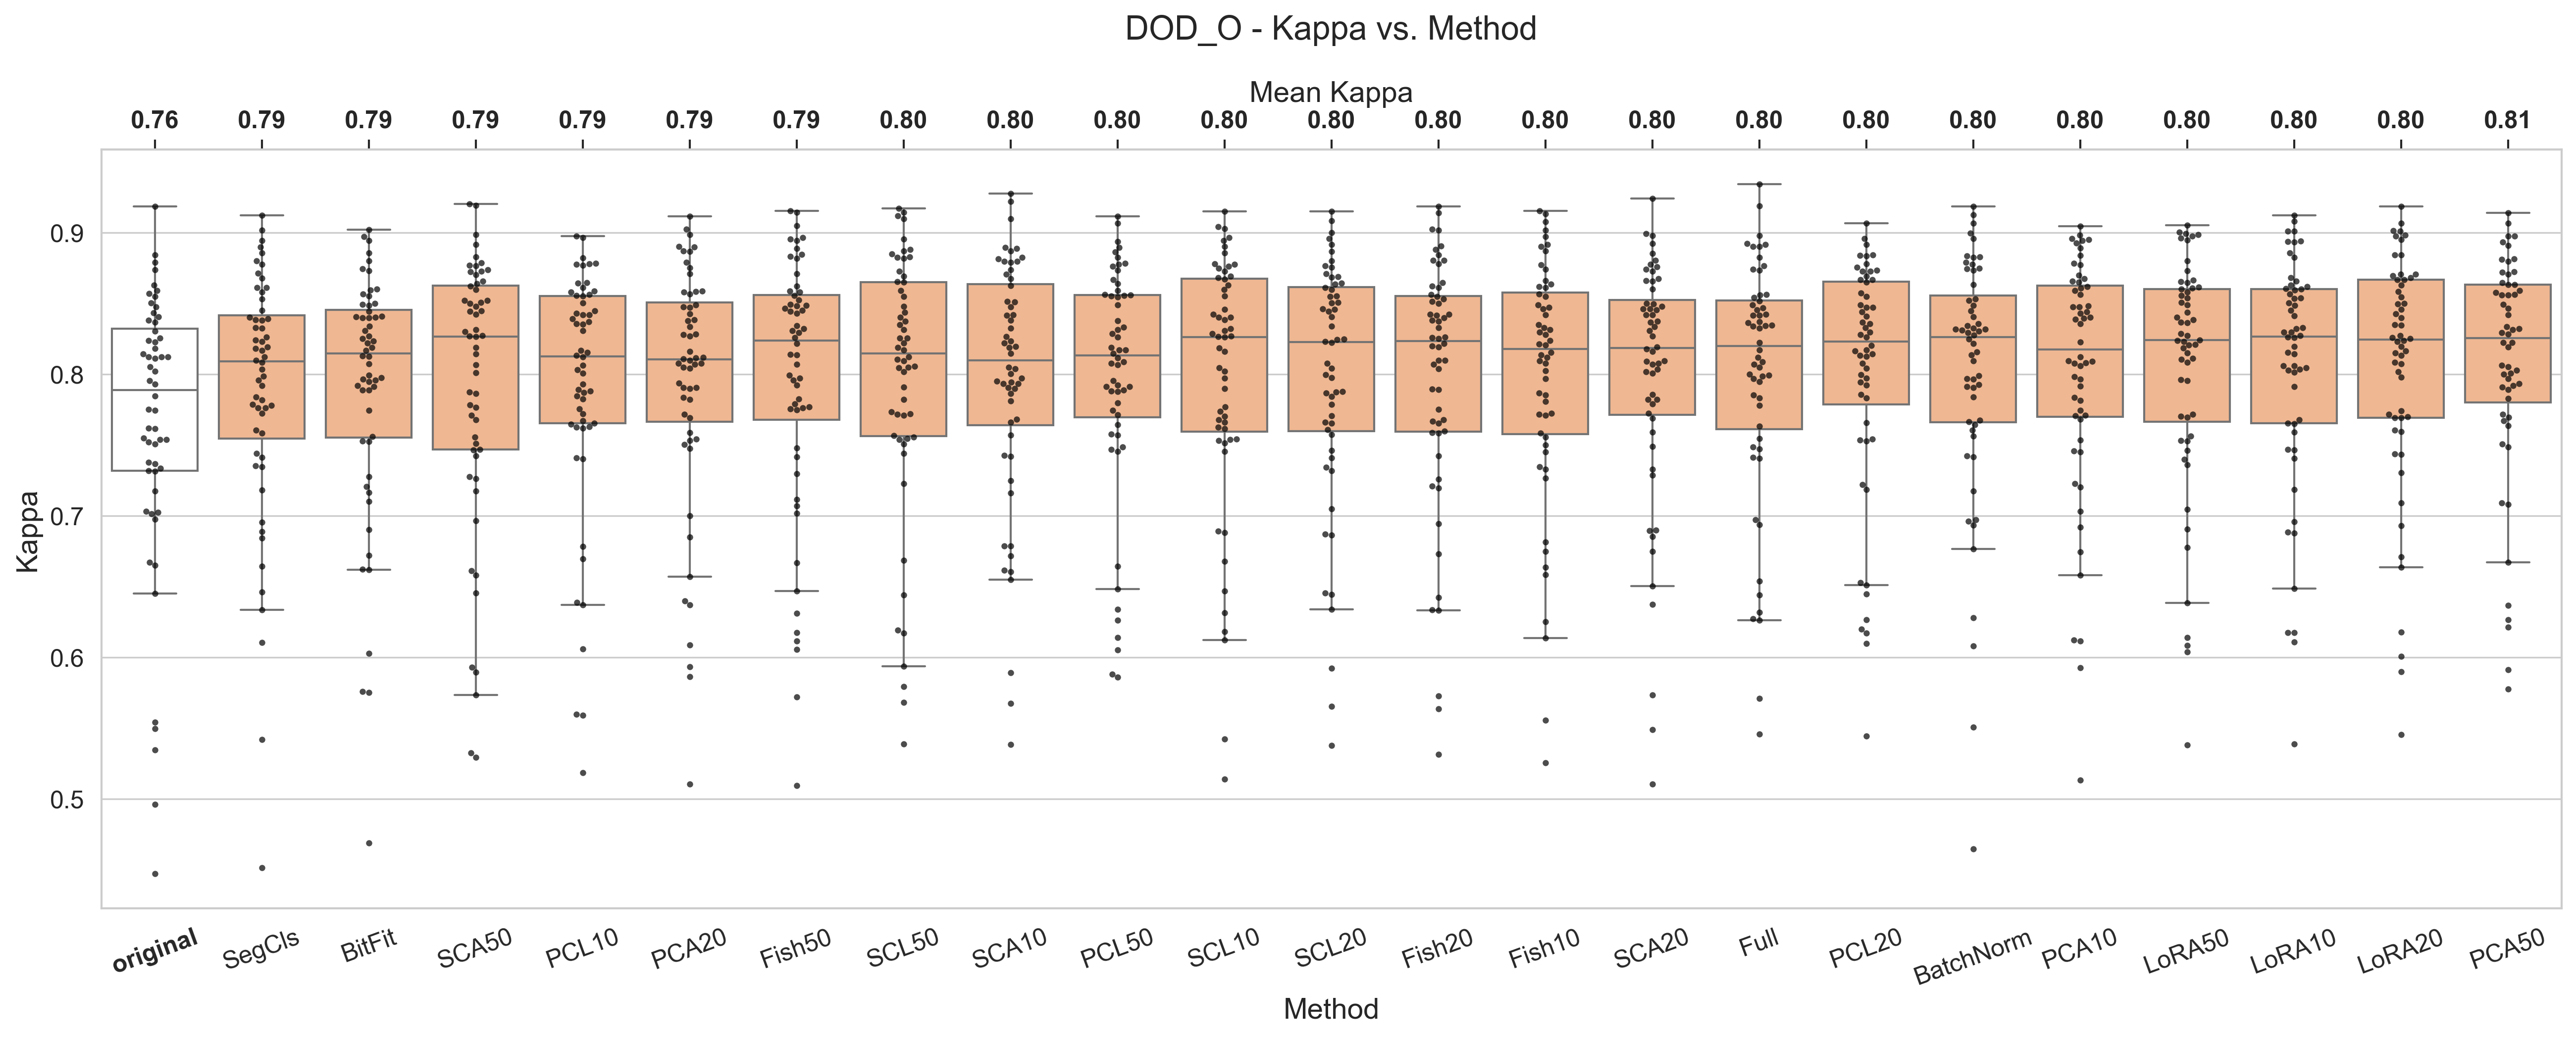 DOD_O - Kappa vs. Method
Mean Kappa
0.76 0.79 0.79 0.79 0.79 0.79 0.79 0.80 0.80 0.80 0.80 0.80 0.80 0.80 0.80 0.80 0.80 0.80 0.80 0.80 0.80 0.80 0.81
0.9
0.8
0.7
0.6
0.5
Kappa
original SegCls BitFit SCA50 PCL10 PCA20 Fish50 SCL50 SCA10 PCL50 SCL10 SCL20 Fish20 Fish10 SCA20 Full PCL20 BatchNorm PCA10 LoRA50 LoRA10 LoRA20 PCA50
Method